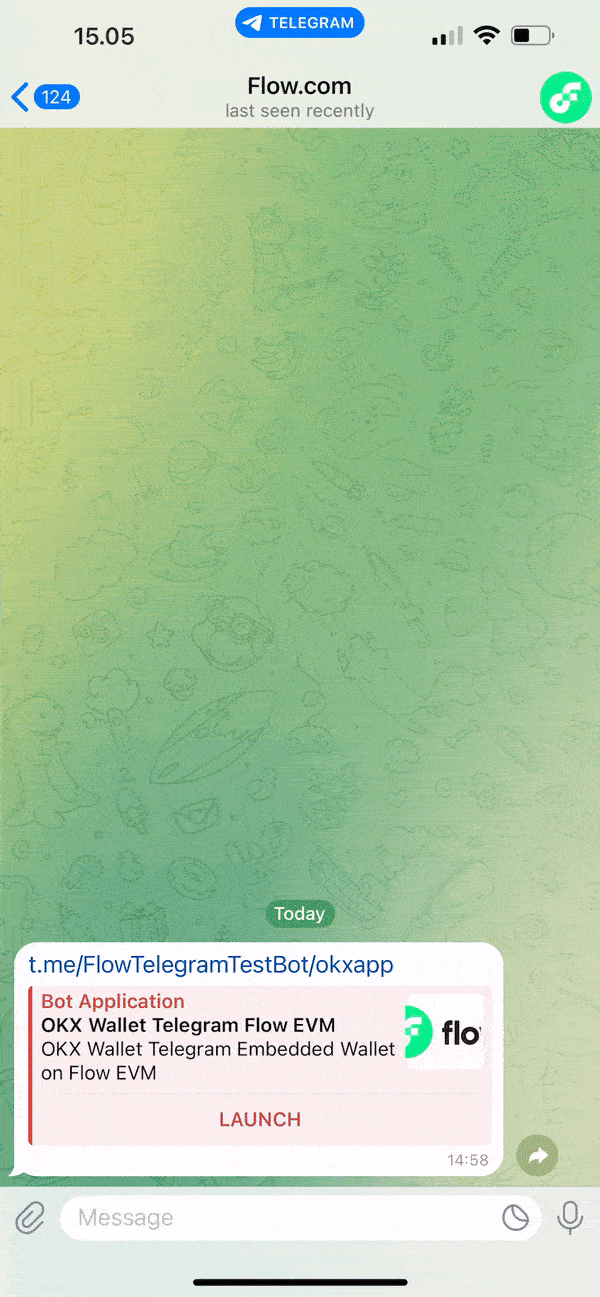 15.05
TELEGRAM
124
Flow.com
last seen recently
Today
t.me/FlowTelegramTestBot/okxapp
Bot Application
OKX Wallet Telegram Flow EVM
OKX Wallet Telegram Embedded Wallet
on Flow EVM
flo
LAUNCH
14:58
Message